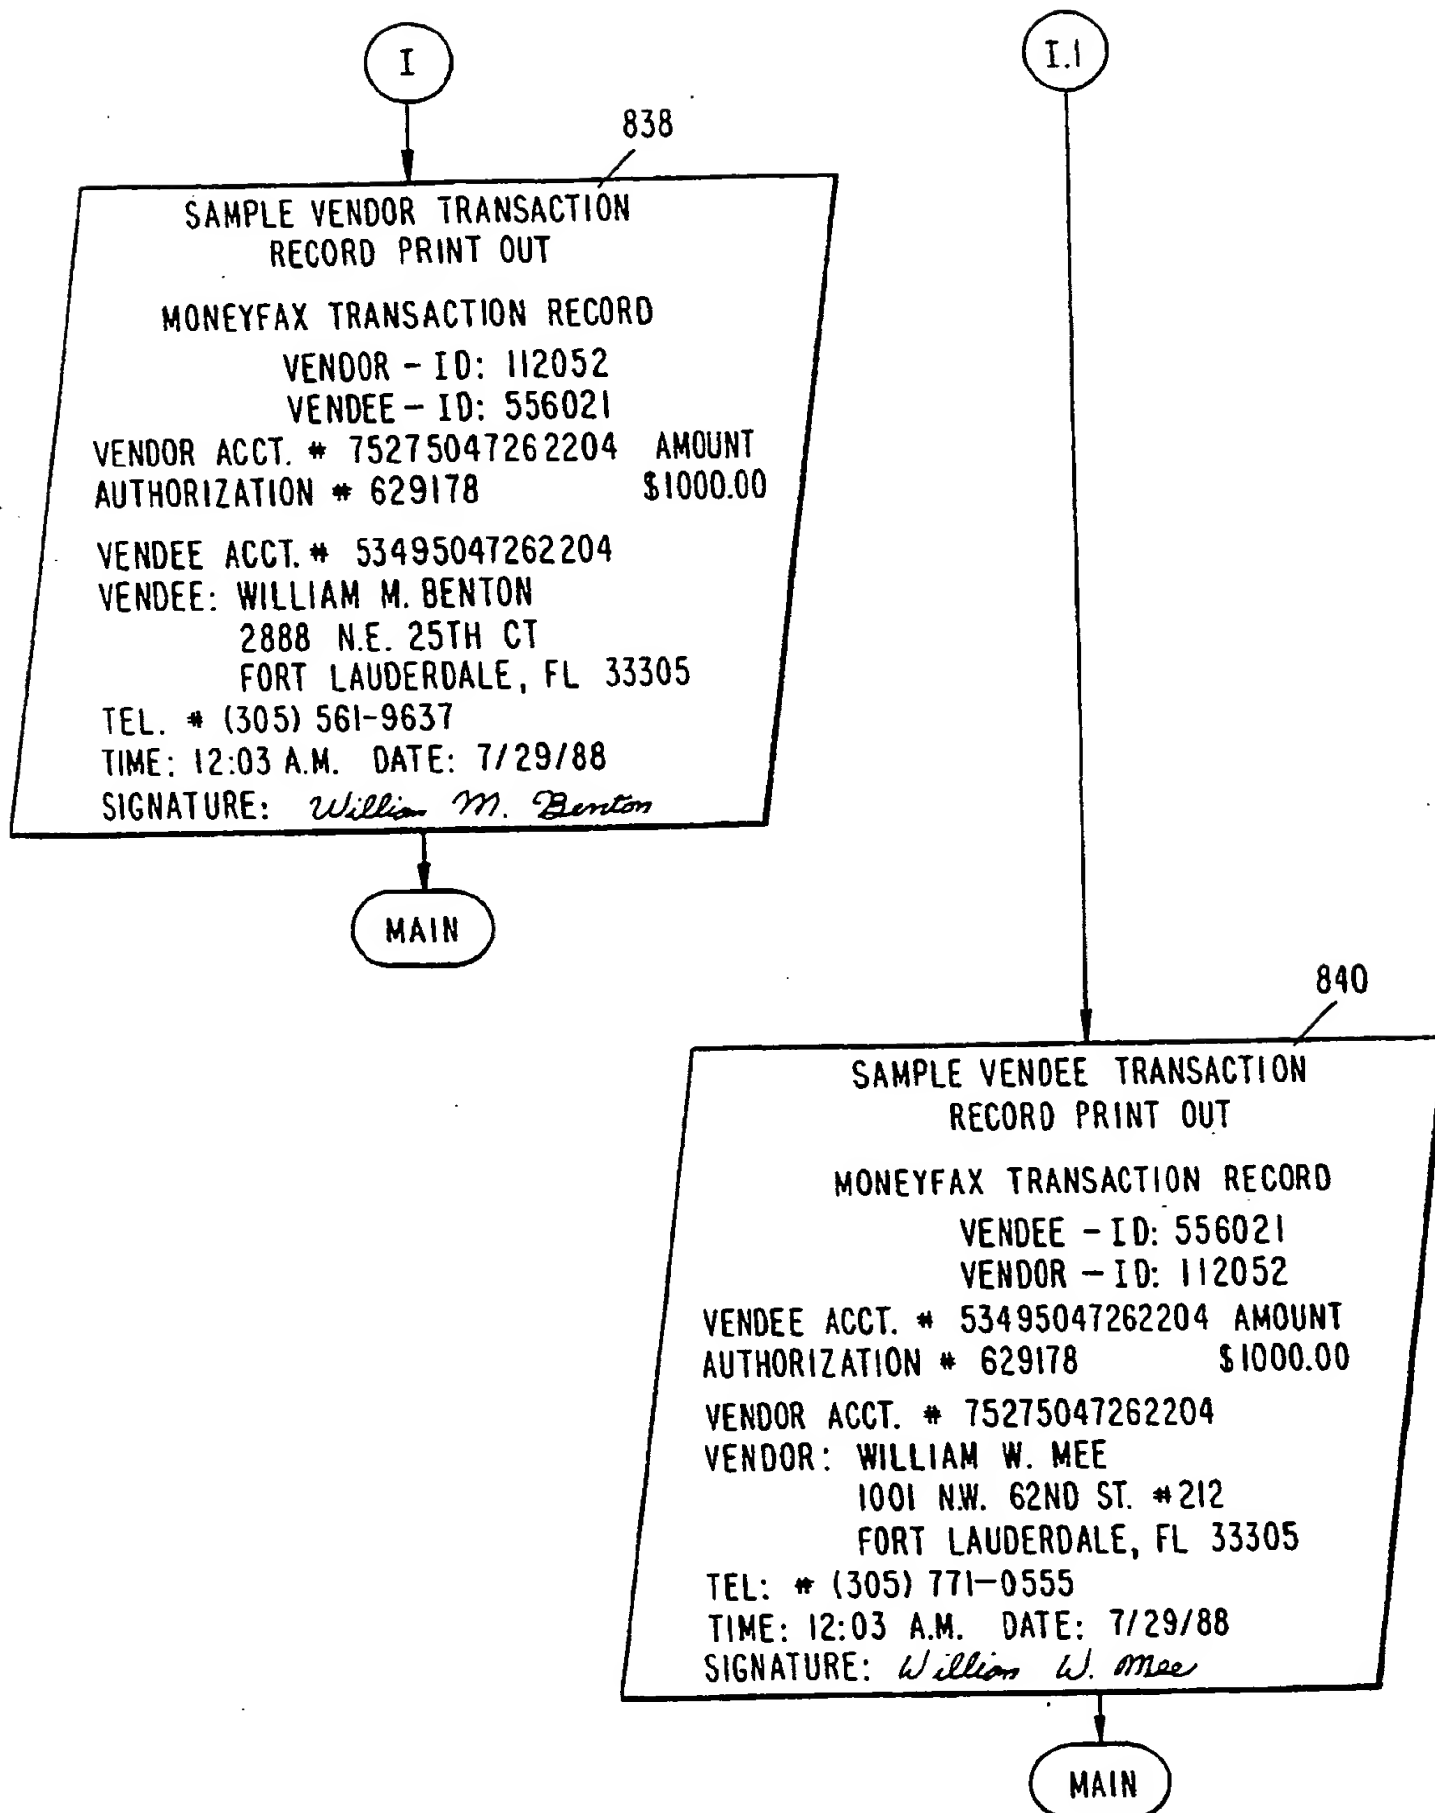 I
838
SAMPLE VENDOR TRANSACTION
RECORD PRINT OUT
MONEYFAX TRANSACTION RECORD
VENDOR - ID: 112052
VENDEE - ID: 556021
VENDOR ACCT. # 75275047262204 AMOUNT
AUTHORIZATION # 629178 $1000.00
VENDEE ACCT. # 53495047262204
VENDEE: WILLIAM M. BENTON
2888 N.E. 25TH CT
FORT LAUDERDALE, FL 33305
TEL. # (305) 561-9637
TIME: 12:03 A.M. DATE: 7/29/88
SIGNATURE: William M. Benton
MAIN
I.1
840
SAMPLE VENDEE TRANSACTION
RECORD PRINT OUT
MONEYFAX TRANSACTION RECORD
VENDEE - ID: 556021
VENDOR - ID: 112052
VENDEE ACCT. # 53495047262204 AMOUNT
AUTHORIZATION # 629178 $1000.00
VENDOR ACCT. # 75275047262204
VENDOR: WILLIAM W. MEE
1001 N.W. 62ND ST. #212
FORT LAUDERDALE, FL 33305
TEL: # (305) 771-0555
TIME: 12:03 A.M. DATE: 7/29/88
SIGNATURE: William W. Mee
MAIN